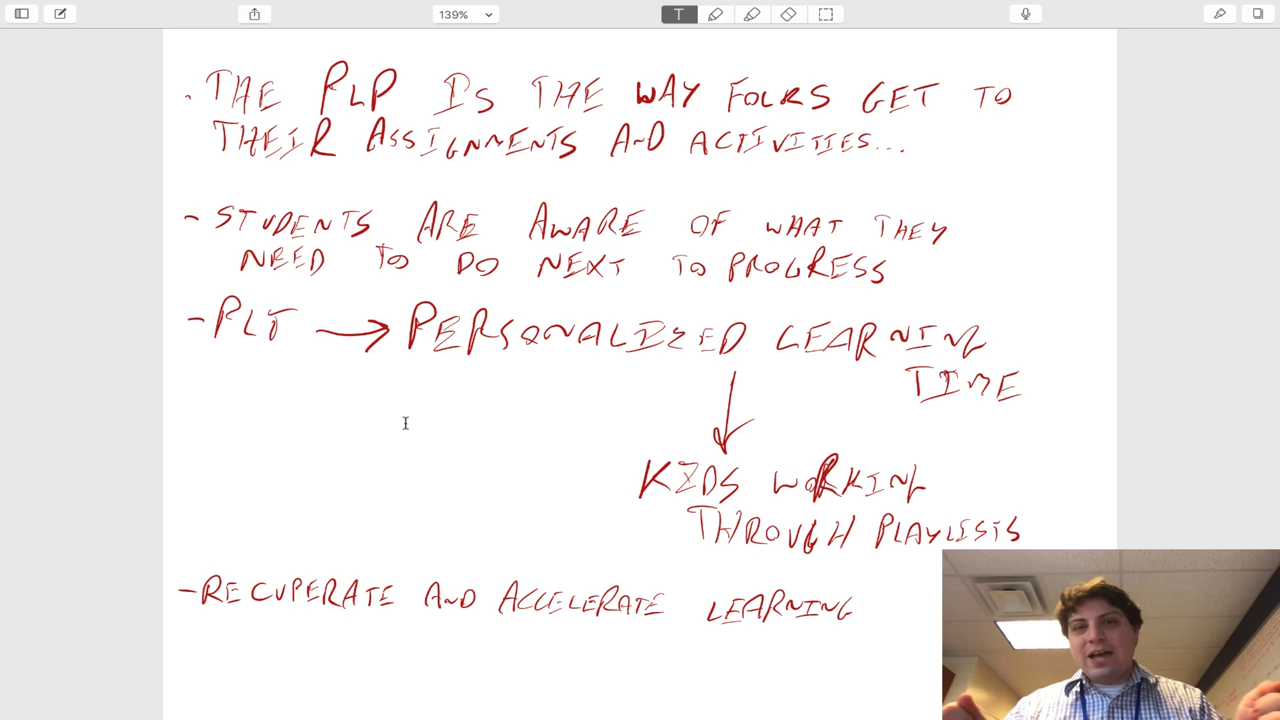 139%
T
. THE PLP IS THE WAY FOLKS GET TO
THEIR ASSIGNMENTS AND ACTIVITIES...
- STUDENTS ARE AWARE OF WHAT THEY
NEED TO DO NEXT TO PROGRESS
- PLT → PERSONALIZED LEARNING
TIME
KIDS WORKING
THROUGH PLAYLISTS
- RECUPERATE AND ACCELERATE LEARNING